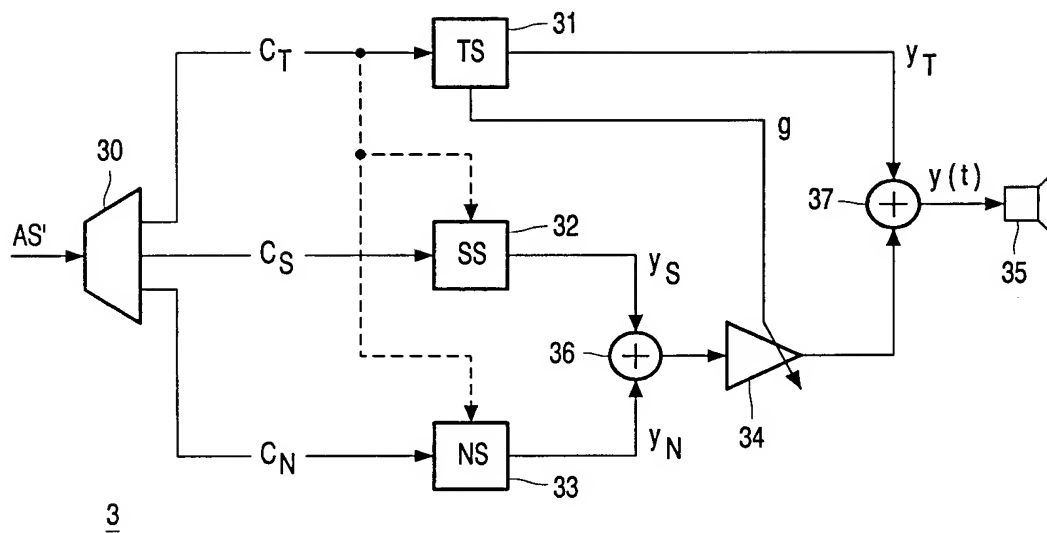 31
C_T
TS
y_T
g
30
37
y(t)
AS'
C_S
SS
32
y_S
35
36
34
C_N
NS
y_N
33
3